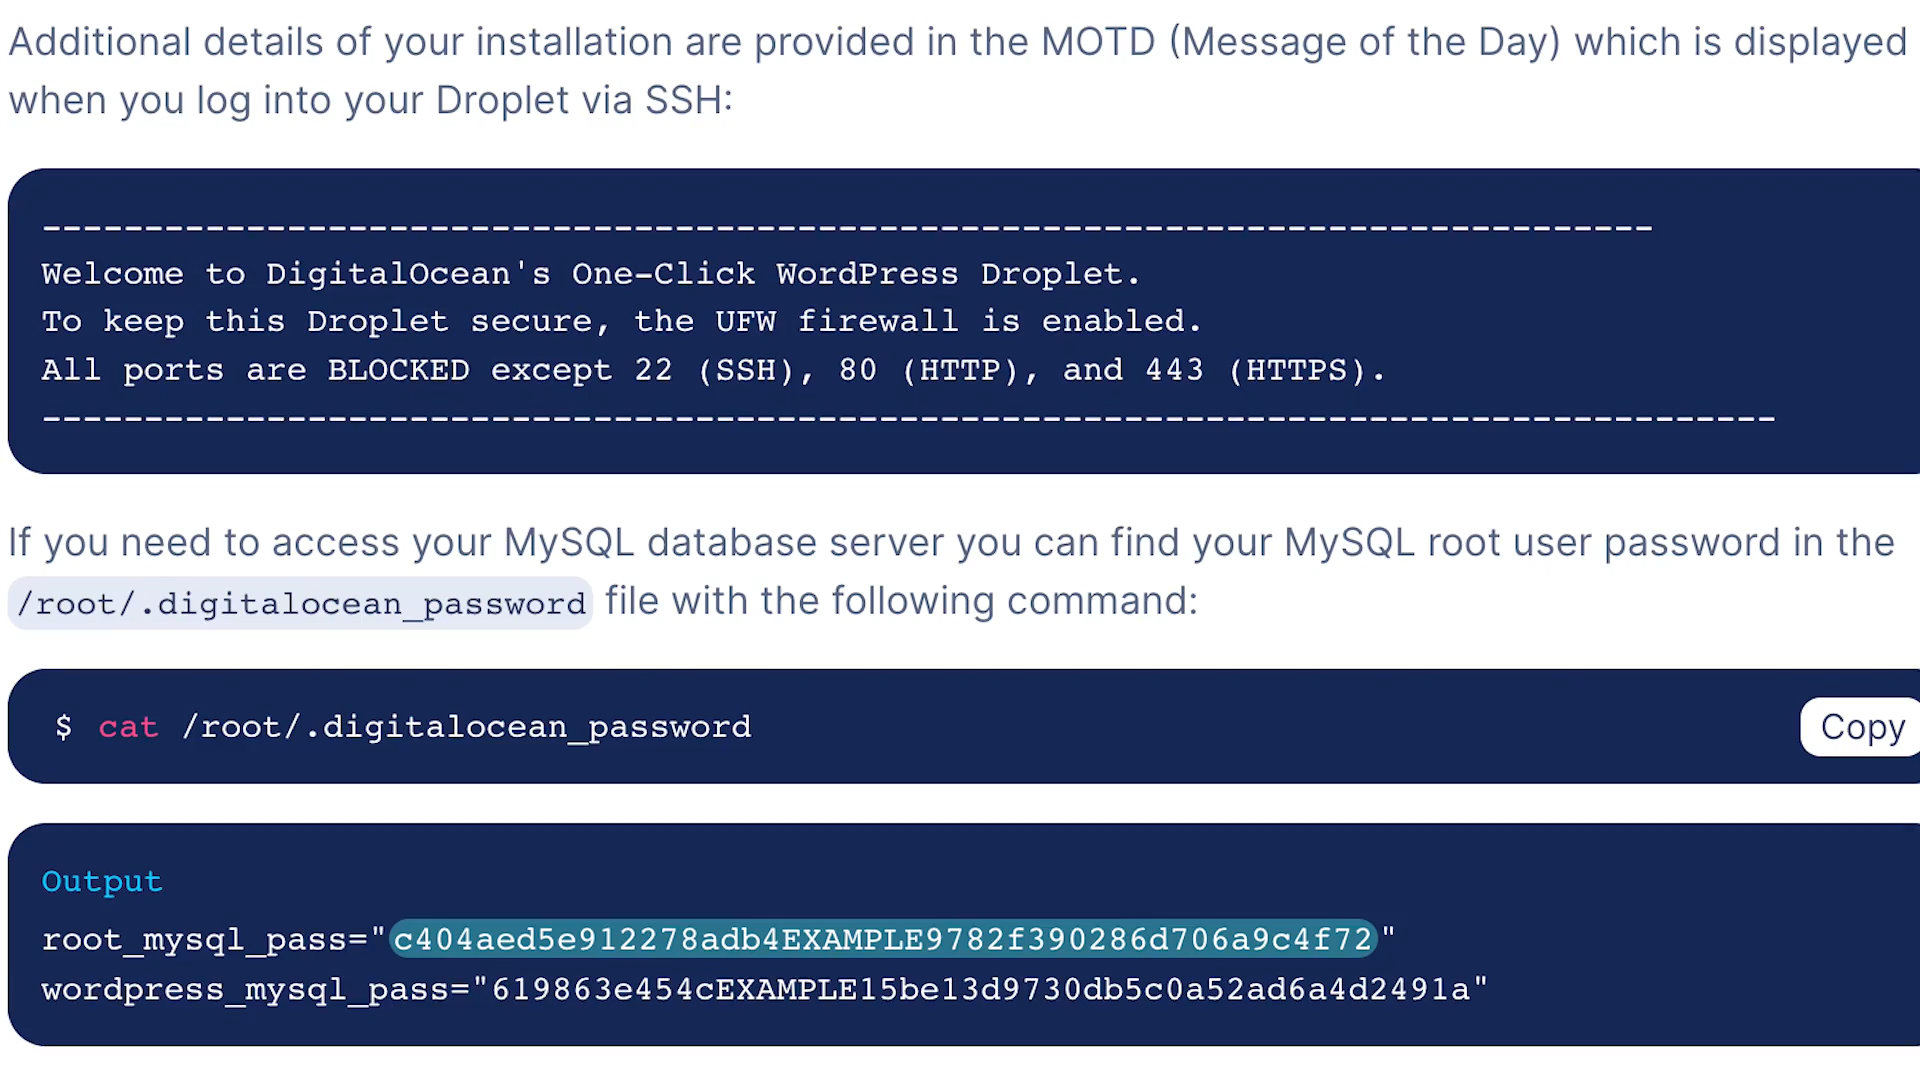 Additional details of your installation are provided in the MOTD (Message of the Day) which is displayed
when you log into your Droplet via SSH:
-------------------------------------------------------------------------------
Welcome to DigitalOcean's One-Click WordPress Droplet.
To keep this Droplet secure, the UFW firewall is enabled.
All ports are BLOCKED except 22 (SSH), 80 (HTTP), and 443 (HTTPS).
-------------------------------------------------------------------------------------
If you need to access your MySQL database server you can find your MySQL root user password in the
/root/.digitalocean_password file with the following command:
$ cat /root/.digitalocean_password
Copy
Output
root_mysql_pass="c404aed5e912278adb4EXAMPLE9782f390286d706a9c4f72"
wordpress_mysql_pass="619863e454cEXAMPLE15be13d9730db5c0a52ad6a4d2491a"